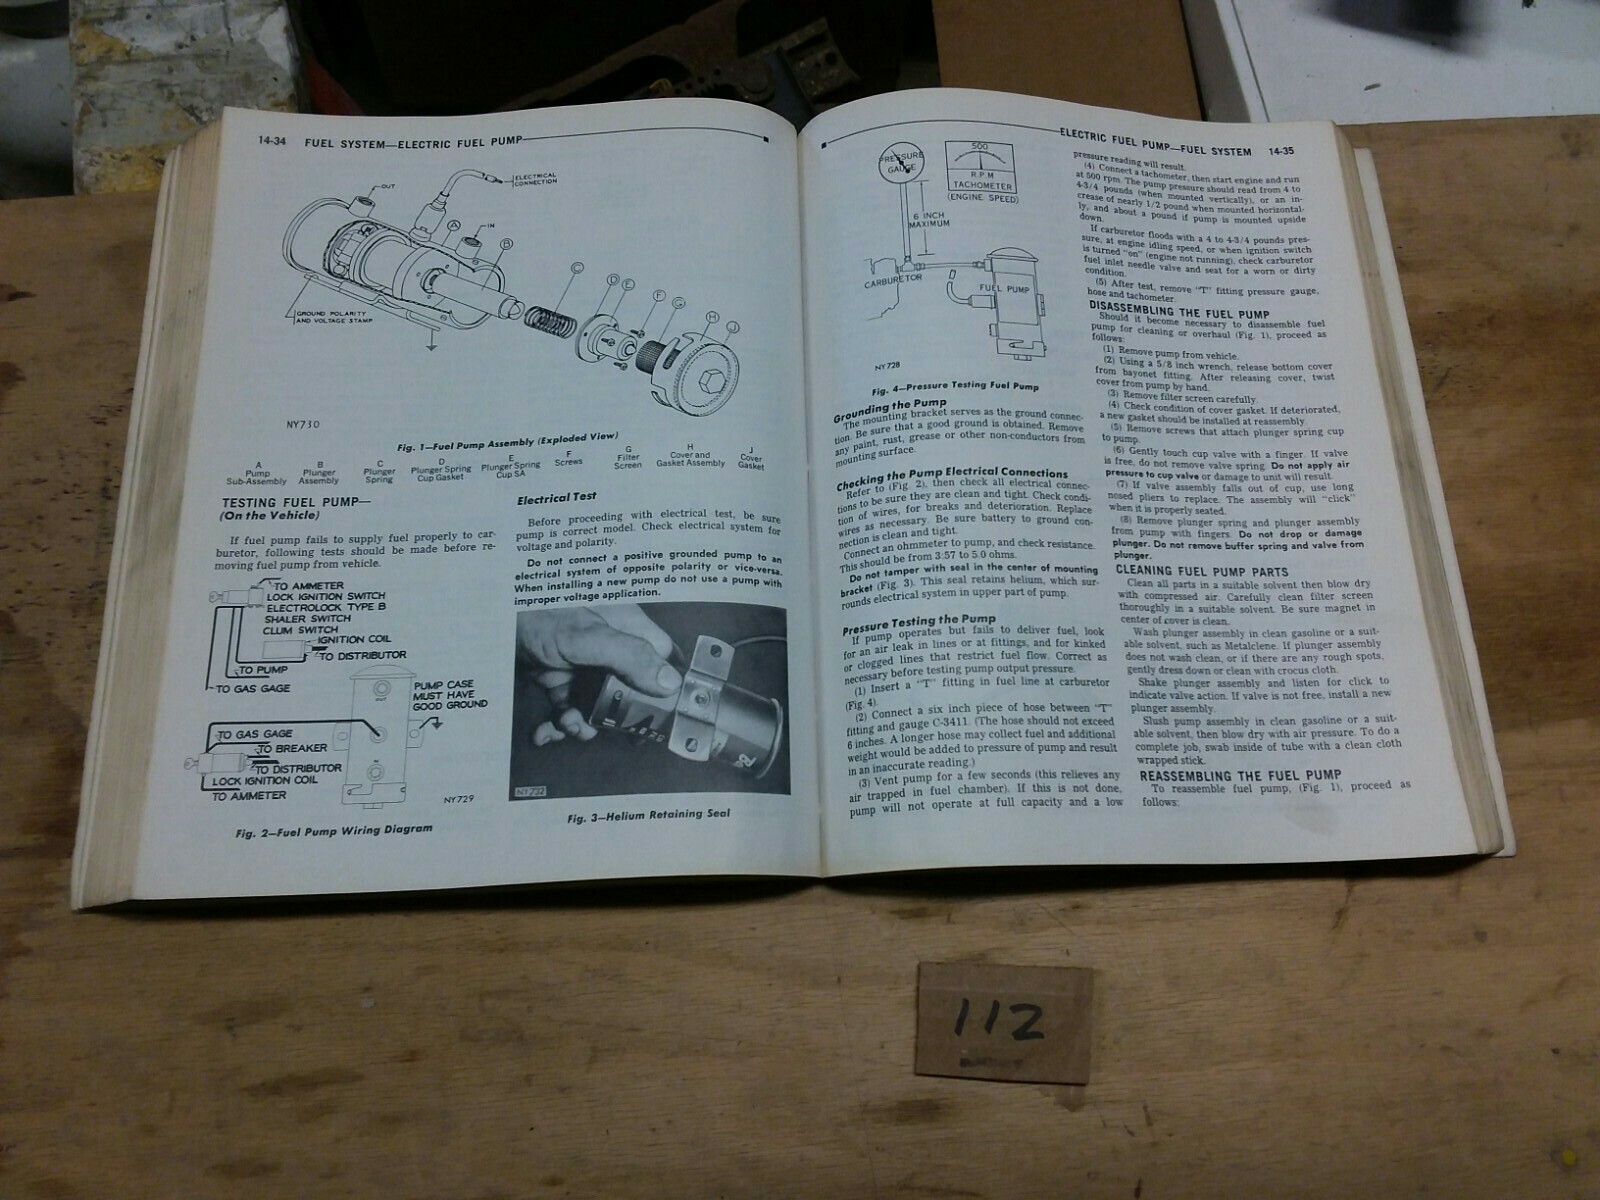 14-34 FUEL SYSTEM—ELECTRIC FUEL PUMP
OUT
ELECTRICAL
CONNECTION
A
IN
B
C
D
E
F
G
H
J
GROUND POLARITY
AND VOLTAGE STAMP
NY730
Fig. 1—Fuel Pump Assembly (Exploded View)
A
Pump
Sub-Assembly
B
Plunger
Assembly
C
Plunger
Spring
D
Plunger Spring
Cup Gasket
E
Plunger Spring
Cup SA
F
Screws
G
Filter
Screen
H
Cover and
Gasket Assembly
J
Cover
Gasket
TESTING FUEL PUMP—
(On the Vehicle)
If fuel pump fails to supply fuel properly to car-
buretor, following tests should be made before re-
moving fuel pump from vehicle.
TO AMMETER
LOCK IGNITION SWITCH
ELECTROLOCK TYPE B
SHALER SWITCH
CLUM SWITCH
IGNITION COIL
TO DISTRIBUTOR
TO PUMP
TO GAS GAGE
OUT
PUMP CASE
MUST HAVE
GOOD GROUND
TO GAS GAGE
TO BREAKER
TO DISTRIBUTOR
LOCK IGNITION COIL
TO AMMETER
IN
NY729
Fig. 2—Fuel Pump Wiring Diagram
Electrical Test
Before proceeding with electrical test, be sure
pump is correct model. Check electrical system for
voltage and polarity.
Do not connect a positive grounded pump to an
electrical system of opposite polarity or vice-versa.
When installing a new pump do not use a pump with
improper voltage application.
NY732
Fig. 3—Helium Retaining Seal
ELECTRIC FUEL PUMP—FUEL SYSTEM 14-35
PRESSURE
GAUGE
500
R.P.M
TACHOMETER
(ENGINE SPEED)
6 INCH
MAXIMUM
CARBURETOR
FUEL PUMP
NY728
Fig. 4—Pressure Testing Fuel Pump
Grounding the Pump
The mounting bracket serves as the ground connec-
tion. Be sure that a good ground is obtained. Remove
any paint, rust, grease or other non-conductors from
mounting surface.
Checking the Pump Electrical Connections
Refer to (Fig. 2), then check all electrical connec-
tions to be sure they are clean and tight. Check condi-
tion of wires, for breaks and deterioration. Replace
wires as necessary. Be sure battery to ground con-
nection is clean and tight.
Connect an ohmmeter to pump, and check resistance.
This should be from 3.57 to 5.0 ohms.
Do not tamper with seal in the center of mounting
bracket (Fig. 3). This seal retains helium, which sur-
rounds electrical system in upper part of pump.
Pressure Testing the Pump
If pump operates but fails to deliver fuel, look
for an air leak in lines or at fittings, and for kinked
or clogged lines that restrict fuel flow. Correct as
necessary before testing pump output pressure.
(1) Insert a "T" fitting in fuel line at carburetor
(Fig. 4).
(2) Connect a six inch piece of hose between "T"
fitting and gauge C-3411. (The hose should not exceed
6 inches. A longer hose may collect fuel and additional
weight would be added to pressure of pump and result
in an inaccurate reading.)
(3) Vent pump for a few seconds (this relieves any
air trapped in fuel chamber). If this is not done,
pump will not operate at full capacity and a low
pressure reading will result.
(4) Connect a tachometer, then start engine and run
at 500 rpm. The pump pressure should read from 4 to
4-3/4 pounds (when mounted vertically), or an in-
crease of nearly 1/2 pound when mounted horizontal-
ly, and about a pound if pump is mounted upside
down.
If carburetor floods with a 4 to 4-3/4 pounds pres-
sure, at engine idling speed, or when ignition switch
is turned "on" (engine not running), check carburetor
fuel inlet needle valve and seat for a worn or dirty
condition.
(5) After test, remove "T" fitting pressure gauge,
hose and tachometer.
DISASSEMBLING THE FUEL PUMP
Should it become necessary to disassemble fuel
pump for cleaning or overhaul (Fig. 1), proceed as
follows:
(1) Remove pump from vehicle.
(2) Using a 5/8 inch wrench, release bottom cover
from bayonet fitting. After releasing cover, twist
cover from pump by hand.
(3) Remove filter screen carefully.
(4) Check condition of cover gasket. If deteriorated,
a new gasket should be installed at reassembly.
(5) Remove screws that attach plunger spring cup
to pump.
(6) Gently touch cup valve with a finger. If valve
is free, do not remove valve spring. Do not apply air
pressure to cup valve or damage to unit will result.
(7) If valve assembly falls out of cup, use long
nosed pliers to replace. The assembly will "click"
when it is properly seated.
(8) Remove plunger spring and plunger assembly
from pump with fingers. Do not drop or damage
plunger. Do not remove buffer spring and valve from
plunger.
CLEANING FUEL PUMP PARTS
Clean all parts in a suitable solvent then blow dry
with compressed air. Carefully clean filter screen
thoroughly in a suitable solvent. Be sure magnet in
center of cover is clean.
Wash plunger assembly in clean gasoline or a suit-
able solvent, such as Metalclene. If plunger assembly
does not wash clean, or if there are any rough spots,
gently dress down or clean with crocus cloth.
Shake plunger assembly and listen for click to
indicate valve action. If valve is not free, install a new
plunger assembly.
Slush pump assembly in clean gasoline or a suit-
able solvent, then blow dry with air pressure. To do a
complete job, swab inside of tube with a clean cloth
wrapped stick.
REASSEMBLING THE FUEL PUMP
To reassemble fuel pump, (Fig. 1), proceed as
follows:
112